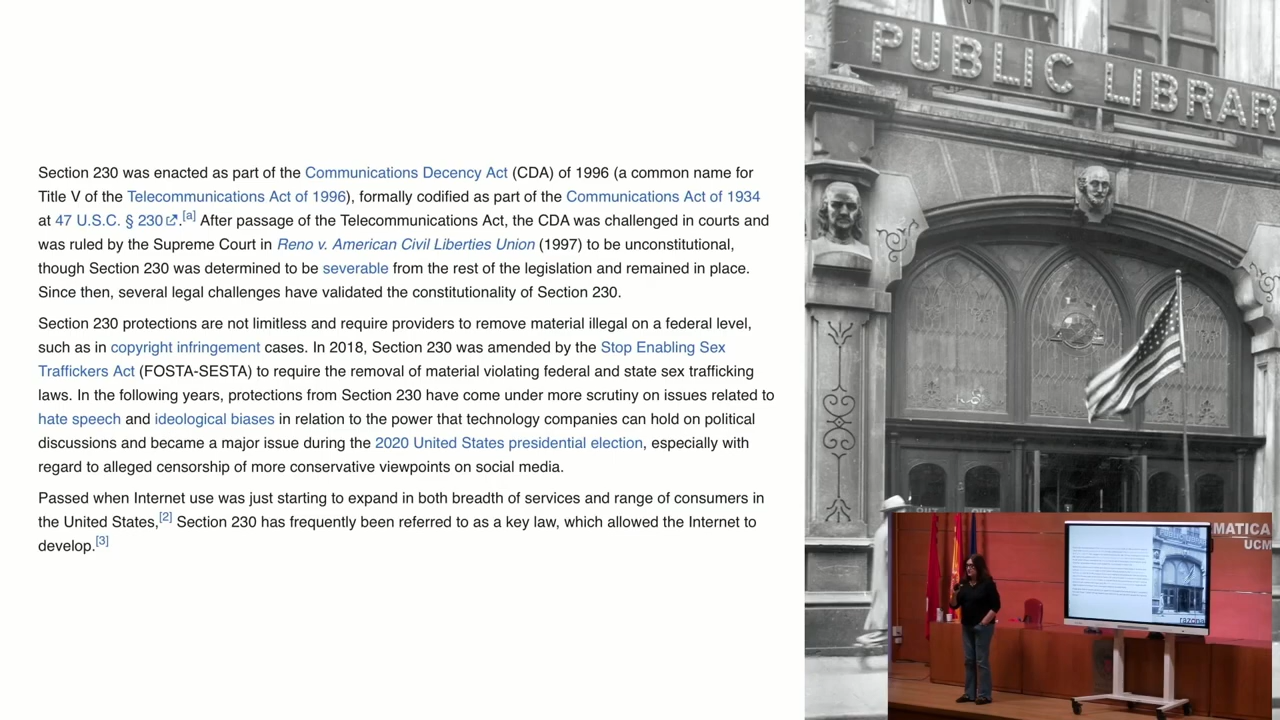 Section 230 was enacted as part of the Communications Decency Act (CDA) of 1996 (a common name for
Title V of the Telecommunications Act of 1996), formally codified as part of the Communications Act of 1934
at 47 U.S.C. § 230.[a] After passage of the Telecommunications Act, the CDA was challenged in courts and
was ruled by the Supreme Court in Reno v. American Civil Liberties Union (1997) to be unconstitutional,
though Section 230 was determined to be severable from the rest of the legislation and remained in place.
Since then, several legal challenges have validated the constitutionality of Section 230.
Section 230 protections are not limitless and require providers to remove material illegal on a federal level,
such as in copyright infringement cases. In 2018, Section 230 was amended by the Stop Enabling Sex
Traffickers Act (FOSTA-SESTA) to require the removal of material violating federal and state sex trafficking
laws. In the following years, protections from Section 230 have come under more scrutiny on issues related to
hate speech and ideological biases in relation to the power that technology companies can hold on political
discussions and became a major issue during the 2020 United States presidential election, especially with
regard to alleged censorship of more conservative viewpoints on social media.
Passed when Internet use was just starting to expand in both breadth of services and range of consumers in
the United States,[2] Section 230 has frequently been referred to as a key law, which allowed the Internet to
develop.[3]
PUBLIC LIBRAR
OUT
OUT
MATICA
UCM